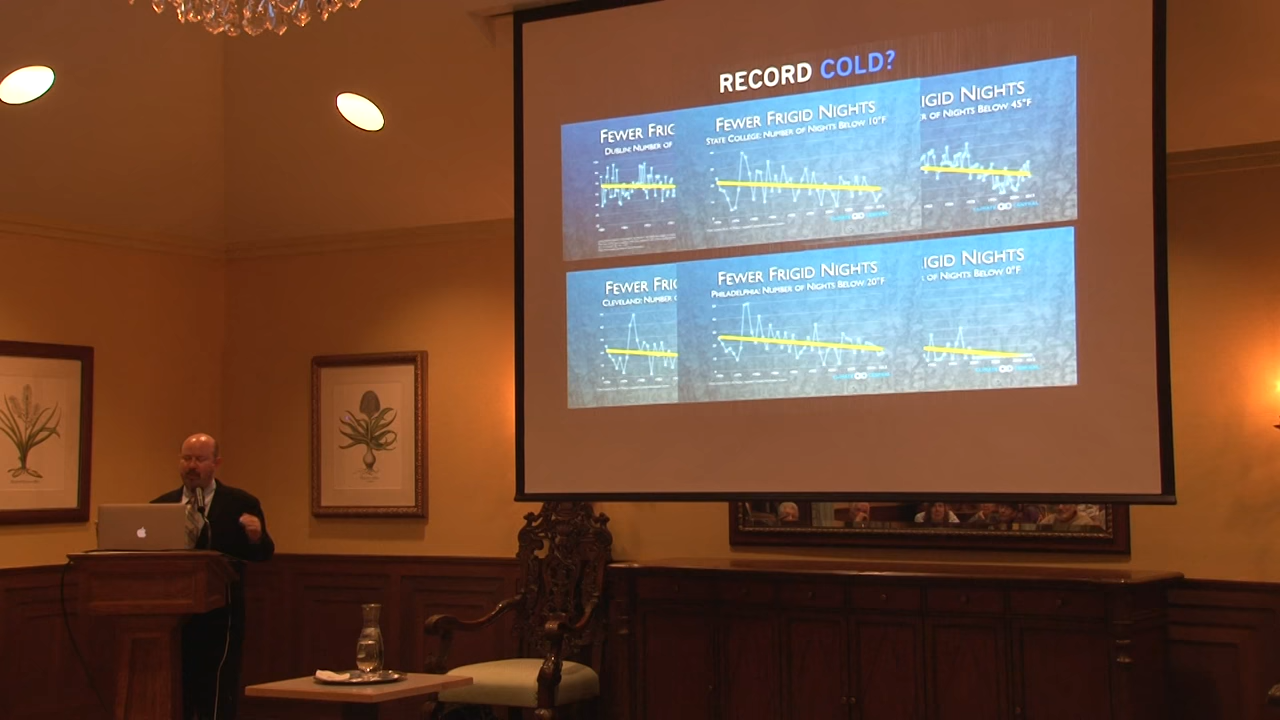 RECORD COLD?
FEWER FRIG
DUBLIN: NUMBER OF
FEWER FRIGID NIGHTS
STATE COLLEGE: NUMBER OF NIGHTS BELOW 10°F
IGID NIGHTS
R OF NIGHTS BELOW 45°F
FEWER FRIG
CLEVELAND: NUMBER
FEWER FRIGID NIGHTS
PHILADELPHIA: NUMBER OF NIGHTS BELOW 20°F
IGID NIGHTS
OF NIGHTS BELOW 0°F